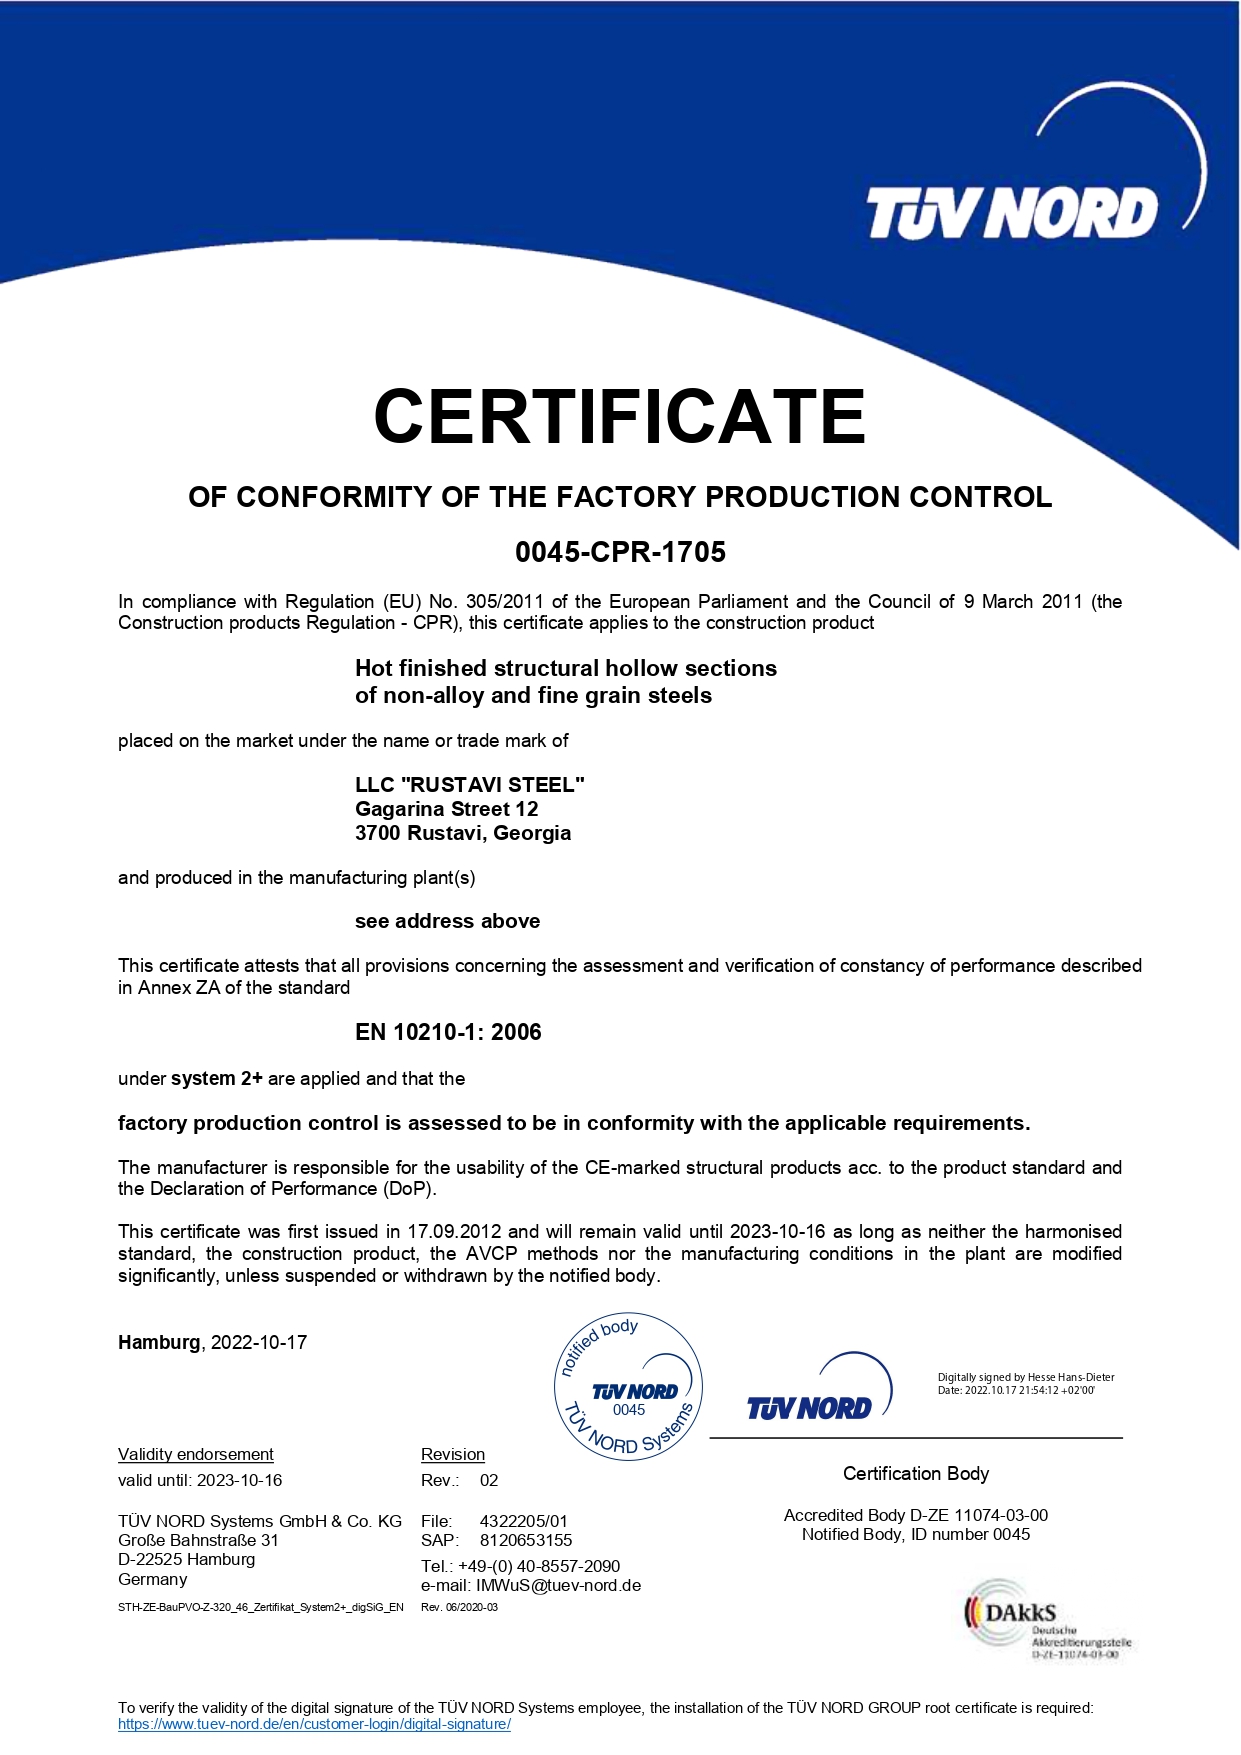 TÜV NORD
CERTIFICATE
OF CONFORMITY OF THE FACTORY PRODUCTION CONTROL
0045-CPR-1705
In compliance with Regulation (EU) No. 305/2011 of the European Parliament and the Council of 9 March 2011 (the
Construction products Regulation - CPR), this certificate applies to the construction product
Hot finished structural hollow sections
of non-alloy and fine grain steels
placed on the market under the name or trade mark of
LLC "RUSTAVI STEEL"
Gagarina Street 12
3700 Rustavi, Georgia
and produced in the manufacturing plant(s)
see address above
This certificate attests that all provisions concerning the assessment and verification of constancy of performance described
in Annex ZA of the standard
EN 10210-1: 2006
under system 2+ are applied and that the
factory production control is assessed to be in conformity with the applicable requirements.
The manufacturer is responsible for the usability of the CE-marked structural products acc. to the product standard and
the Declaration of Performance (DoP).
This certificate was first issued in 17.09.2012 and will remain valid until 2023-10-16 as long as neither the harmonised
standard, the construction product, the AVCP methods nor the manufacturing conditions in the plant are modified
significantly, unless suspended or withdrawn by the notified body.
Hamburg, 2022-10-17
notified body
TÜV NORD
0045
TÜV NORD Systems
TÜV NORD
Digitally signed by Hesse Hans-Dieter
Date: 2022.10.17 21:54:12 +02'00'
Validity endorsement
valid until: 2023-10-16
Revision
Rev.: 02
Certification Body
Accredited Body D-ZE 11074-03-00
Notified Body, ID number 0045
TÜV NORD Systems GmbH & Co. KG
Große Bahnstraße 31
D-22525 Hamburg
Germany
File: 4322205/01
SAP: 8120653155
Tel.: +49-(0) 40-8557-2090
e-mail: IMWuS@tuev-nord.de
STH-ZE-BauPVO-Z-320_46_Zertifikat_System2+_digSiG_EN Rev. 06/2020-03
DAkkS
Deutsche
Akkreditierungsstelle
D-ZE-11074-03-00
To verify the validity of the digital signature of the TÜV NORD Systems employee, the installation of the TÜV NORD GROUP root certificate is required:
https://www.tuev-nord.de/en/customer-login/digital-signature/